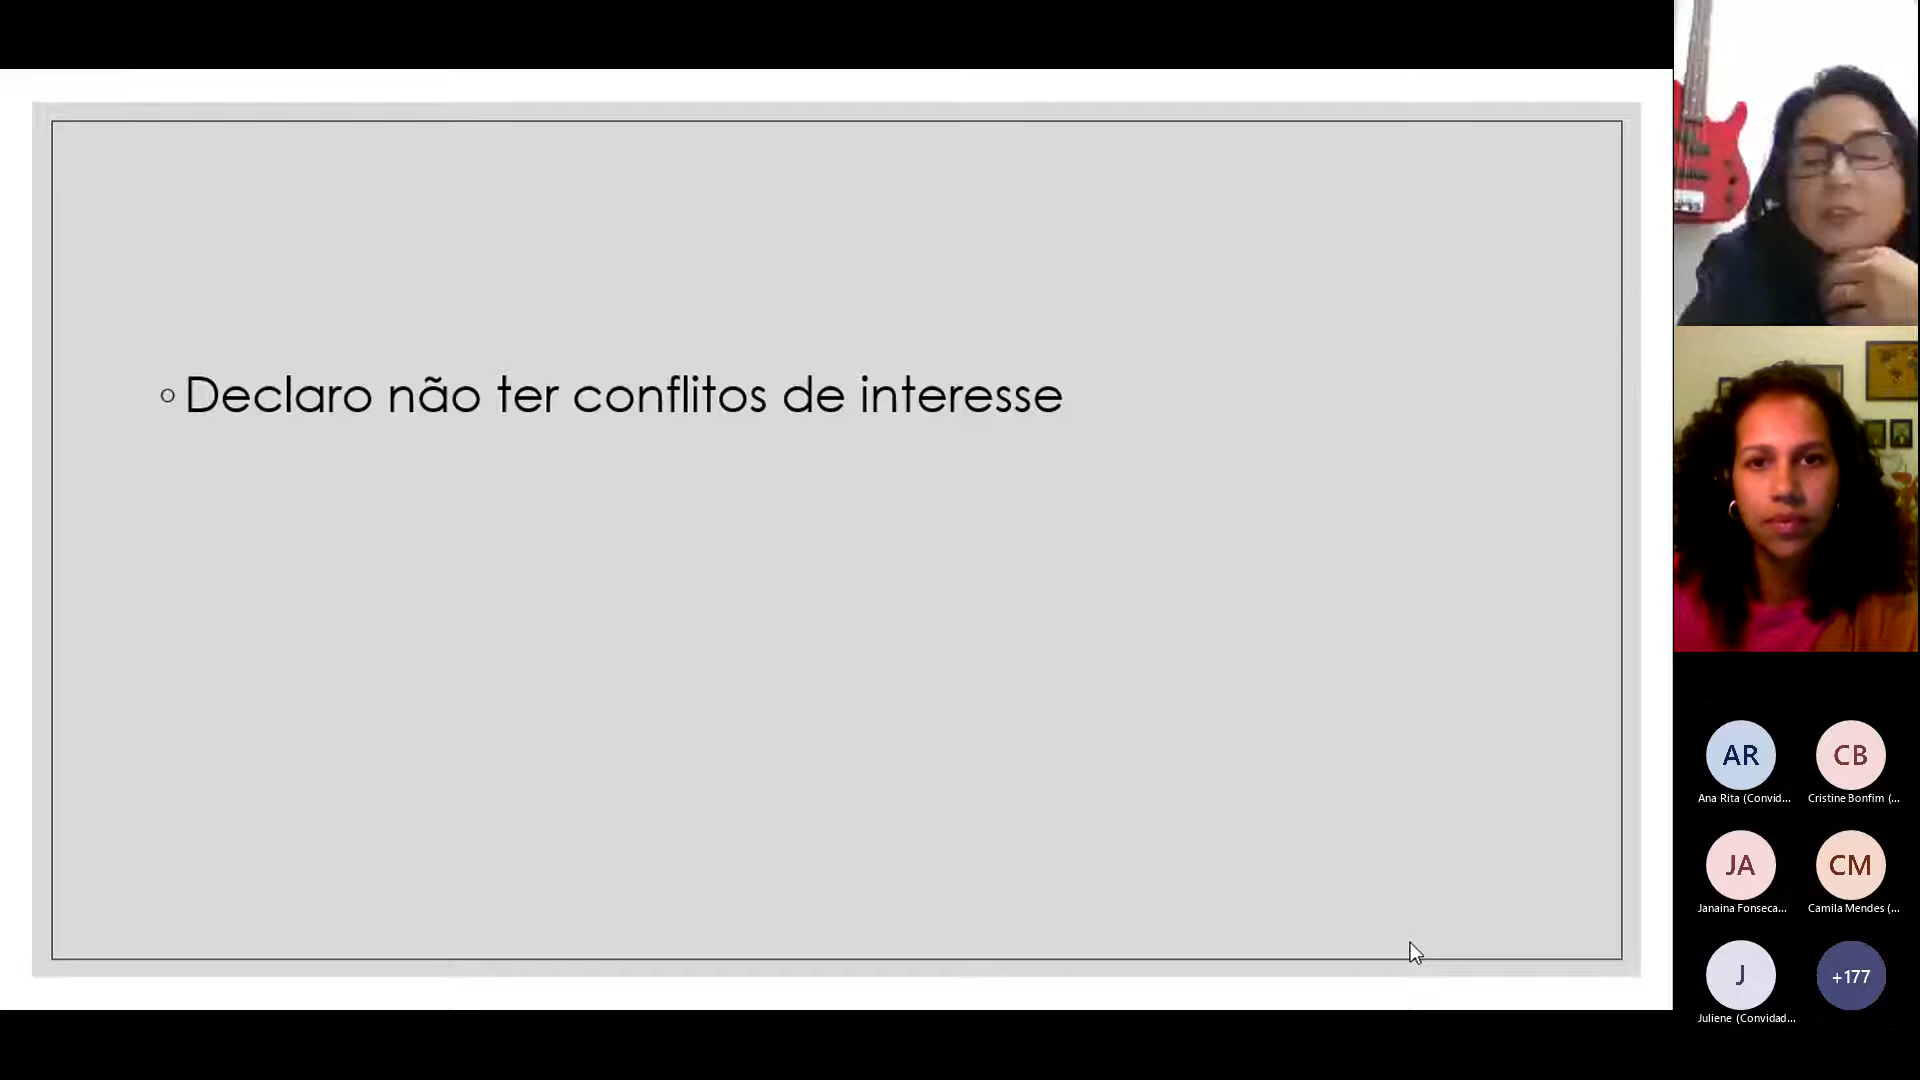 Declaro não ter conflitos de interesse
AR
CB
Ana Rita (Convid...
Cristine Bonfim (...
JA
CM
Janaina Fonseca...
Camila Mendes (...
J
+177
Juliene (Convidad...